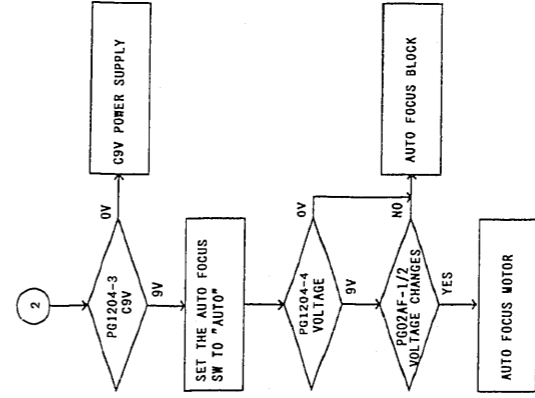 2
PG1204-3
C9V
0V
C9V POWER SUPPLY
9V
SET THE AUTO FOCUS
SW TO "AUTO"
PG1204-4
VOLTAGE
0V
9V
PG02AF-1/2
VOLTAGE CHANGES
NO
AUTO FOCUS BLOCK
YES
AUTO FOCUS MOTOR